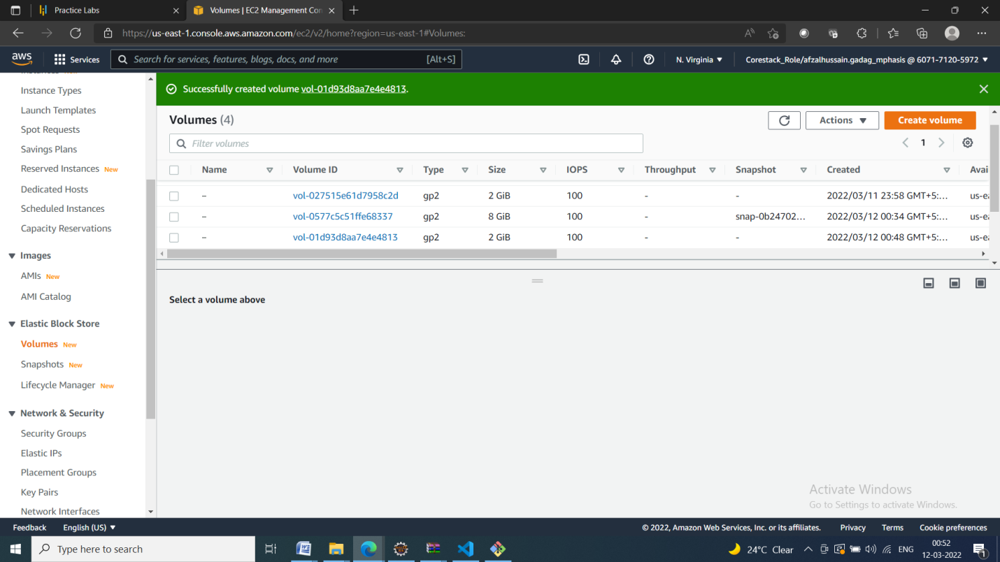 Practice Labs
Volumes | EC2 Management Con
https://us-east-1.console.aws.amazon.com/ec2/v2/home?region=us-east-1#Volumes:
aws
Services
Search for services, features, blogs, docs, and more
[Alt+S]
N. Virginia
Corestack_Role/afzalhussain.gadag_mphasis @ 6071-7120-5972
Instances New
Instance Types
Launch Templates
Spot Requests
Savings Plans
Reserved Instances New
Dedicated Hosts
Scheduled Instances
Capacity Reservations
Images
AMIs New
AMI Catalog
Elastic Block Store
Volumes New
Snapshots New
Lifecycle Manager New
Network & Security
Security Groups
Elastic IPs
Placement Groups
Key Pairs
Network Interfaces
Successfully created volume vol-01d93d8aa7e4e4813.
Volumes (4)
Actions
Create volume
Filter volumes
1
Name Volume ID Type Size IOPS Throughput Snapshot Created Avai
– vol-027515e61d7958c2d gp2 2 GiB 100 - - 2022/03/11 23:58 GMT+5:... us-ea
– vol-0577c5c51ffe68337 gp2 8 GiB 100 - snap-0b24702... 2022/03/12 00:34 GMT+5:... us-ea
– vol-01d93d8aa7e4e4813 gp2 2 GiB 100 - - 2022/03/12 00:48 GMT+5:... us-ea
Select a volume above
Activate Windows
Go to Settings to activate Windows.
Feedback
English (US)
© 2022, Amazon Web Services, Inc. or its affiliates.
Privacy
Terms
Cookie preferences
Type here to search
24°C Clear
ENG
00:52
12-03-2022
1